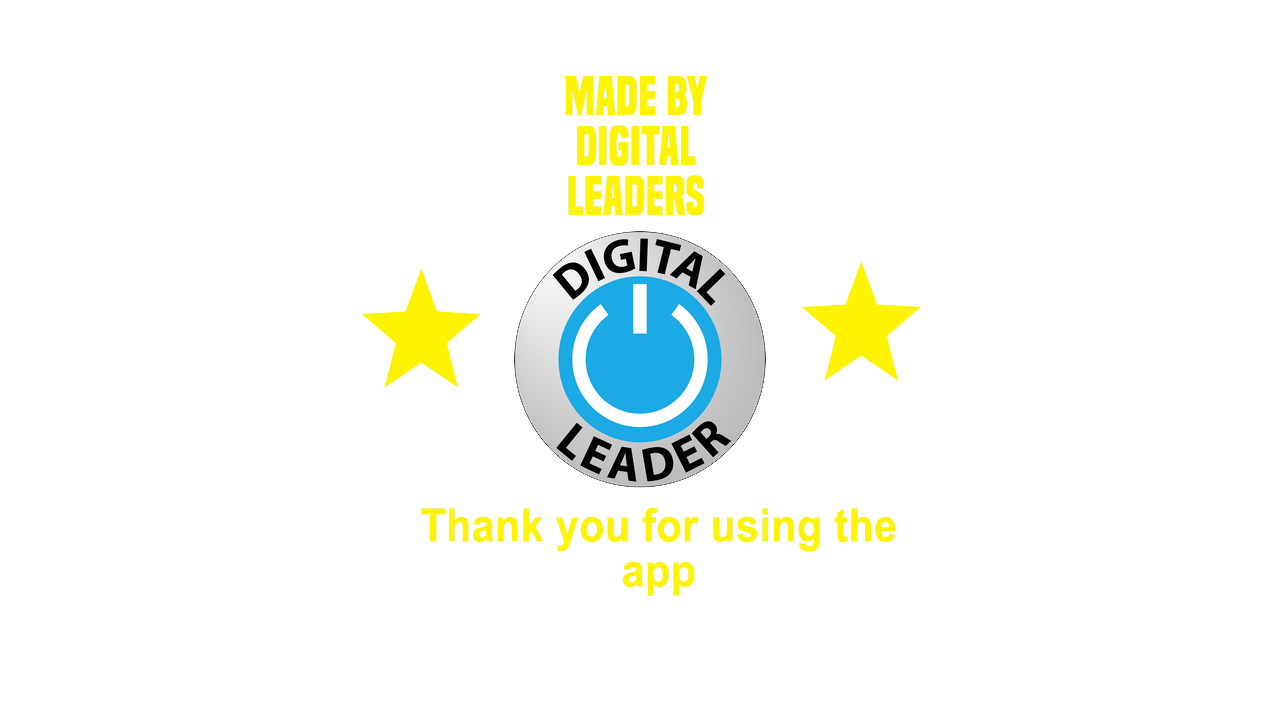 MADE BY
DIGITAL
LEADERS
DIGITAL
LEADER
Thank you for using the
app